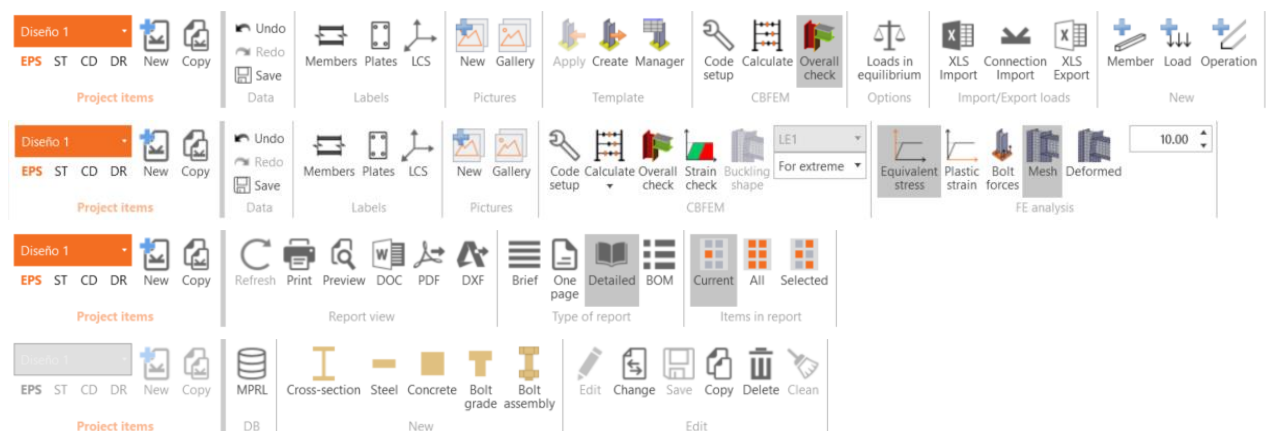 Diseño 1
EPS ST CD DR New Copy
Project items
Undo
Redo
Save
Data
Members Plates LCS
Labels
New Gallery
Pictures
Apply Create Manager
Template
Code setup Calculate Overall check
CBFEM
Loads in equilibrium
Options
XLS Import Connection Import XLS Export
Import/Export loads
Member Load Operation
New
Diseño 1
EPS ST CD DR New Copy
Project items
Undo
Redo
Save
Data
Members Plates LCS
Labels
New Gallery
Pictures
Code setup Calculate Overall check Strain check Buckling shape
LE1
For extreme
CBFEM
Equivalent stress Plastic strain Bolt forces Mesh Deformed
10.00
FE analysis
Diseño 1
EPS ST CD DR New Copy
Project items
Refresh Print Preview DOC PDF DXF
Report view
Brief One page Detailed BOM
Type of report
Current All Selected
Items in report
Diseño 1
EPS ST CD DR New Copy
Project items
MPRL
DB
Cross-section Steel Concrete Bolt grade Bolt assembly
New
Edit Change Save Copy Delete Clean
Edit